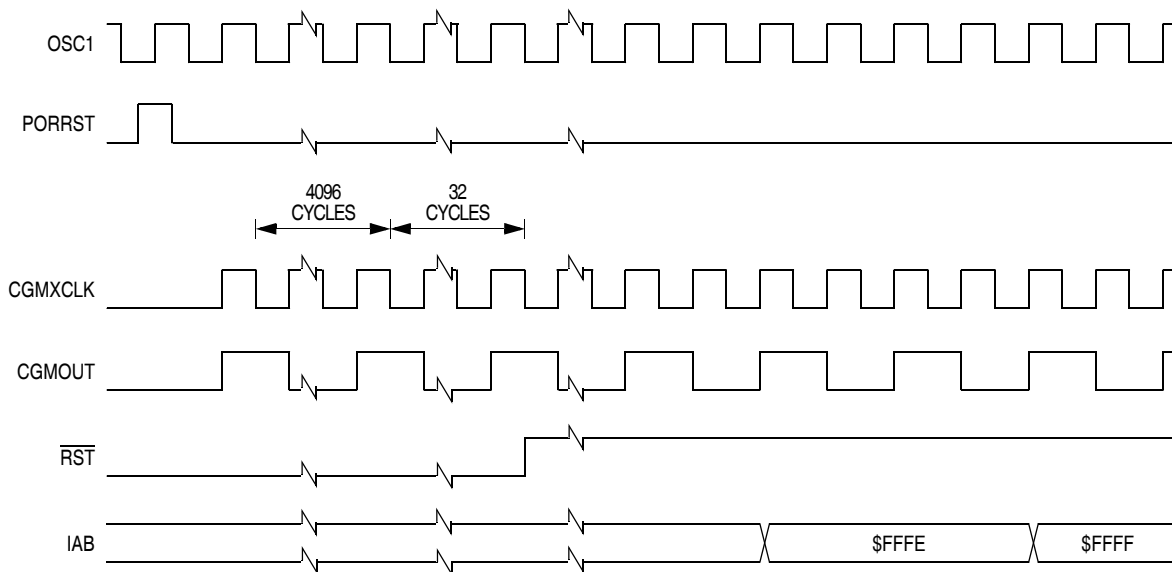 OSC1
PORRST
4096
CYCLES
32
CYCLES
CGMXCLK
CGMOUT
RST
IAB
$FFFE
$FFFF